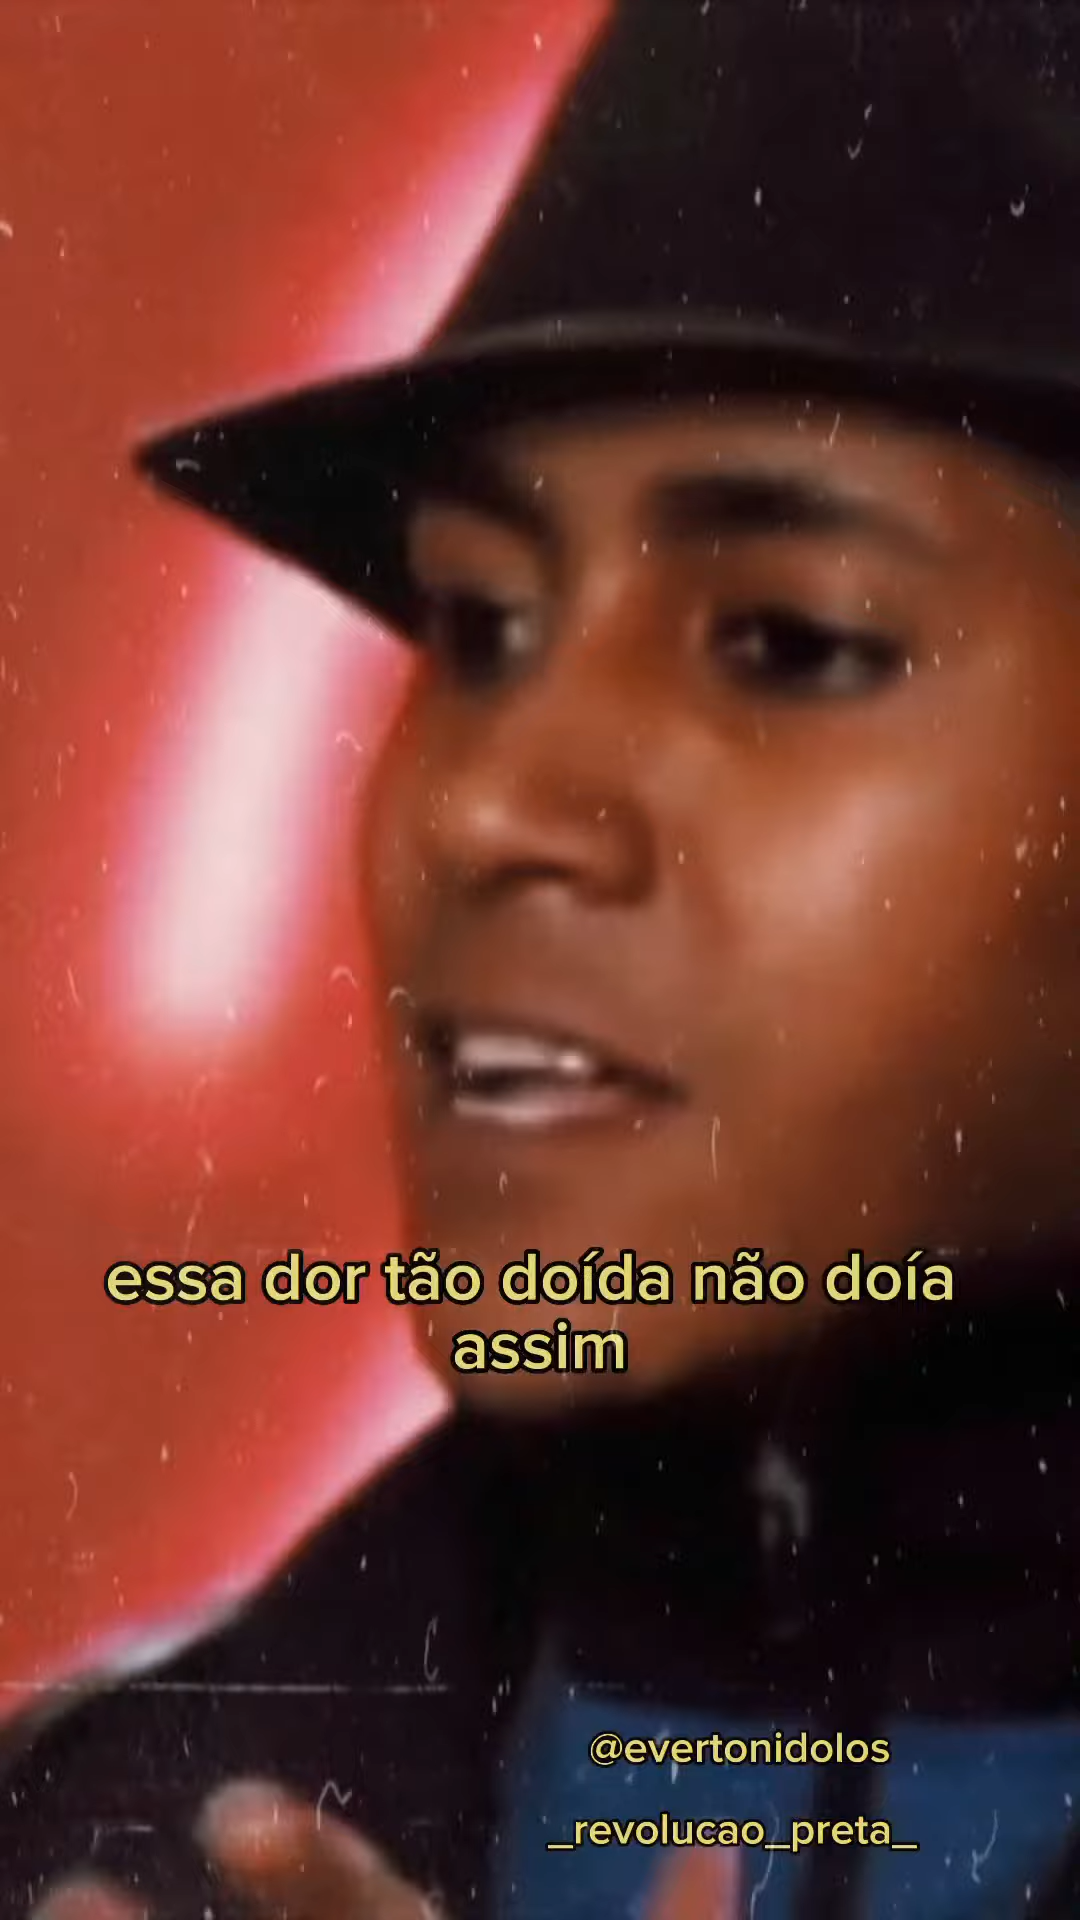 essa dor tão doída não doía
assim
@evertonidolos
_revolucao_preta_